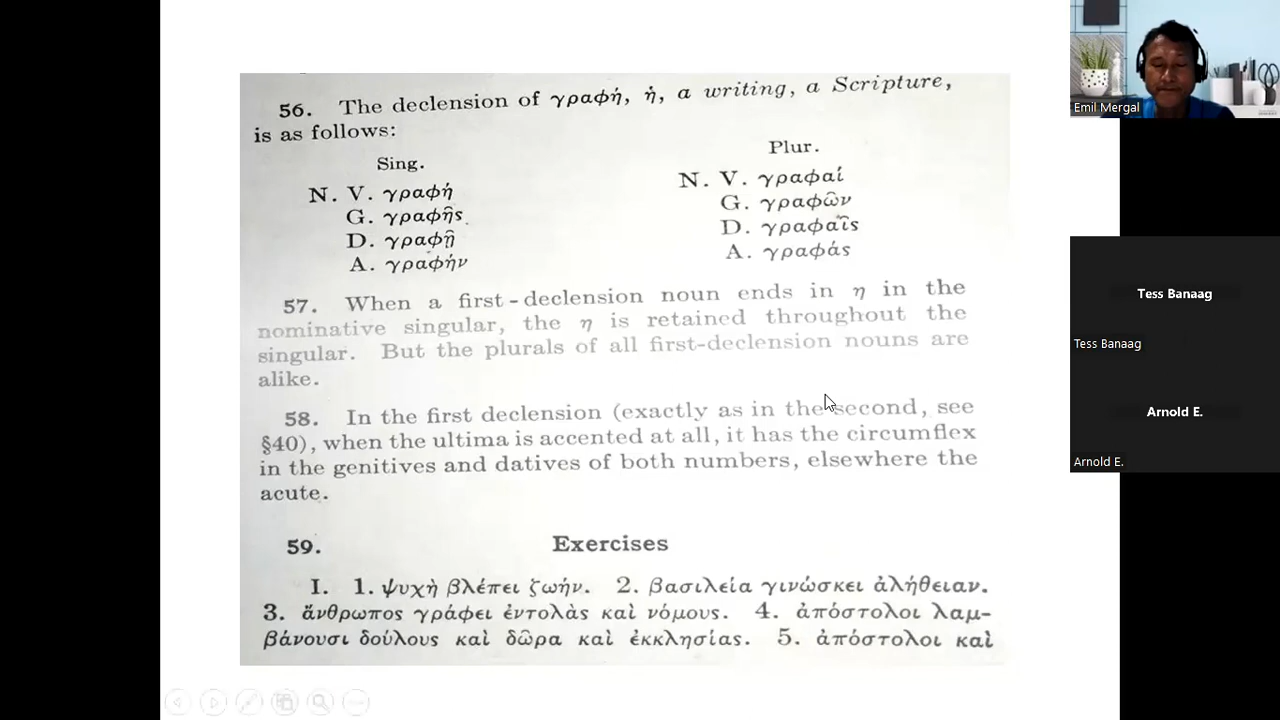 56. The declension of γραφή, ἡ, a writing, a Scripture,
is as follows:
Sing. Plur.
N. V. γραφή N. V. γραφαί
G. γραφῆς G. γραφῶν
D. γραφῇ D. γραφαῖς
A. γραφήν A. γραφάς
57. When a first-declension noun ends in η in the
nominative singular, the η is retained throughout the
singular. But the plurals of all first-declension nouns are
alike.
58. In the first declension (exactly as in the second, see
§40), when the ultima is accented at all, it has the circumflex
in the genitives and datives of both numbers, elsewhere the
acute.
59. Exercises
I. 1. ψυχὴ βλέπει ζωήν. 2. βασιλεία γινώσκει ἀλήθειαν.
3. ἄνθρωπος γράφει ἐντολὰς καὶ νόμους. 4. ἀπόστολοι λαμ-
βάνουσι δούλους καὶ δῶρα καὶ ἐκκλησίας. 5. ἀπόστολοι καὶ
Emil Mergal
Tess Banaag
Tess Banaag
Arnold E.
Arnold E.